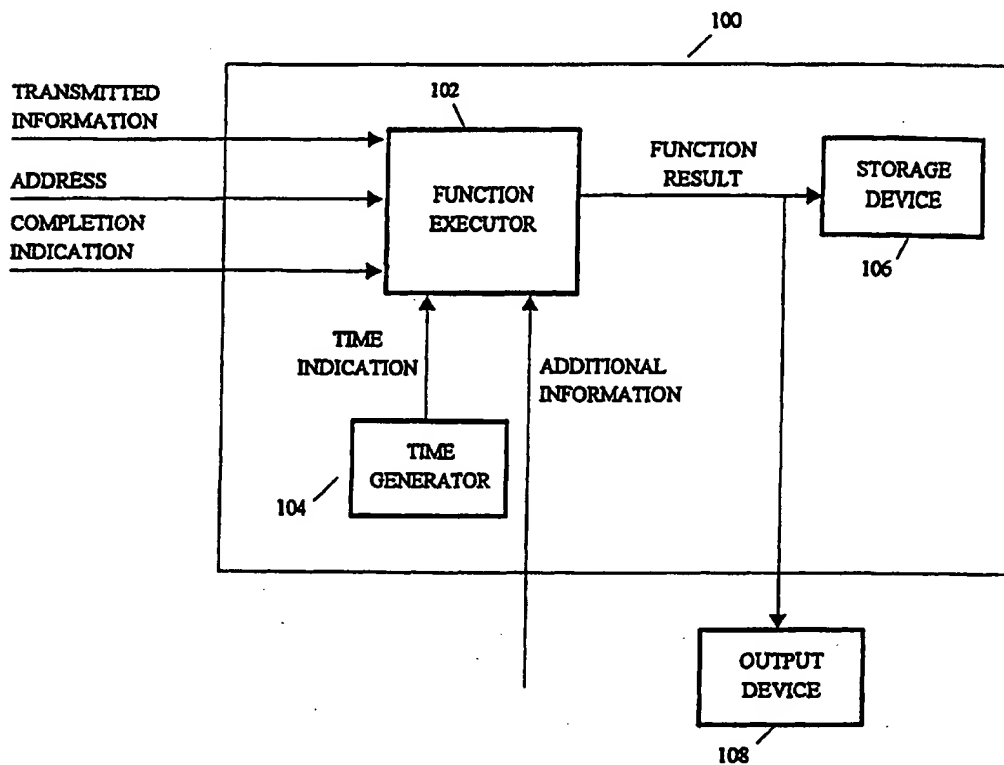 100
TRANSMITTED
INFORMATION
102
FUNCTION
RESULT
STORAGE
DEVICE
ADDRESS
FUNCTION
EXECUTOR
COMPLETION
INDICATION
106
TIME
INDICATION
ADDITIONAL
INFORMATION
TIME
GENERATOR
104
OUTPUT
DEVICE
108